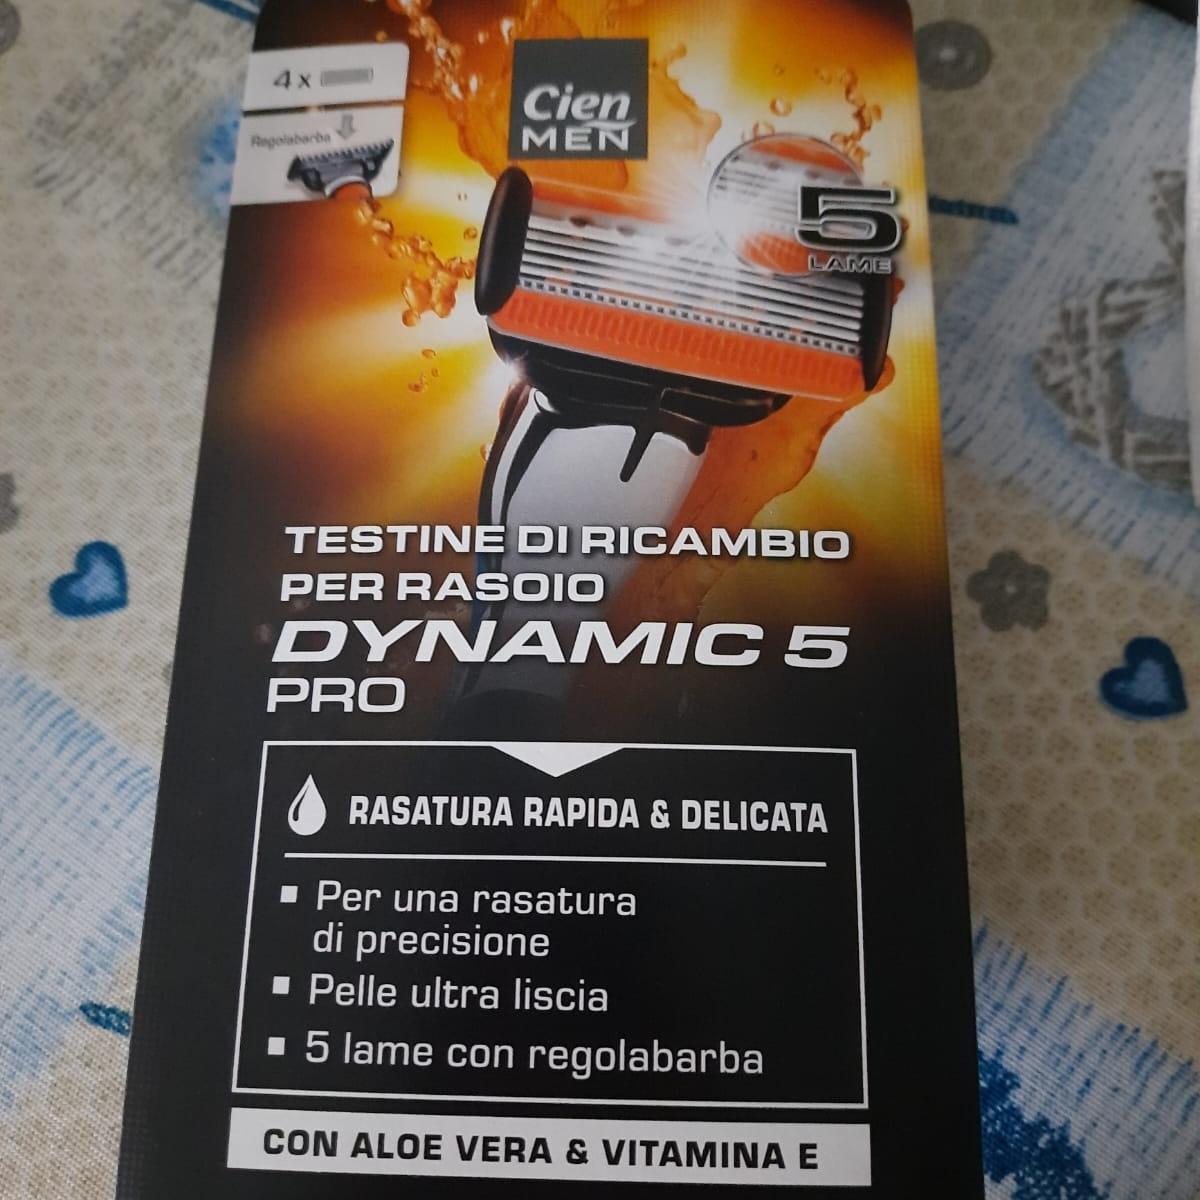 4x
Regolabarba
Cien
MEN
5
LAME
TESTINE DI RICAMBIO
PER RASOIO
DYNAMIC 5
PRO
RASATURA RAPIDA & DELICATA
▪ Per una rasatura
di precisione
▪ Pelle ultra liscia
▪ 5 lame con regolabarba
CON ALOE VERA & VITAMINA E